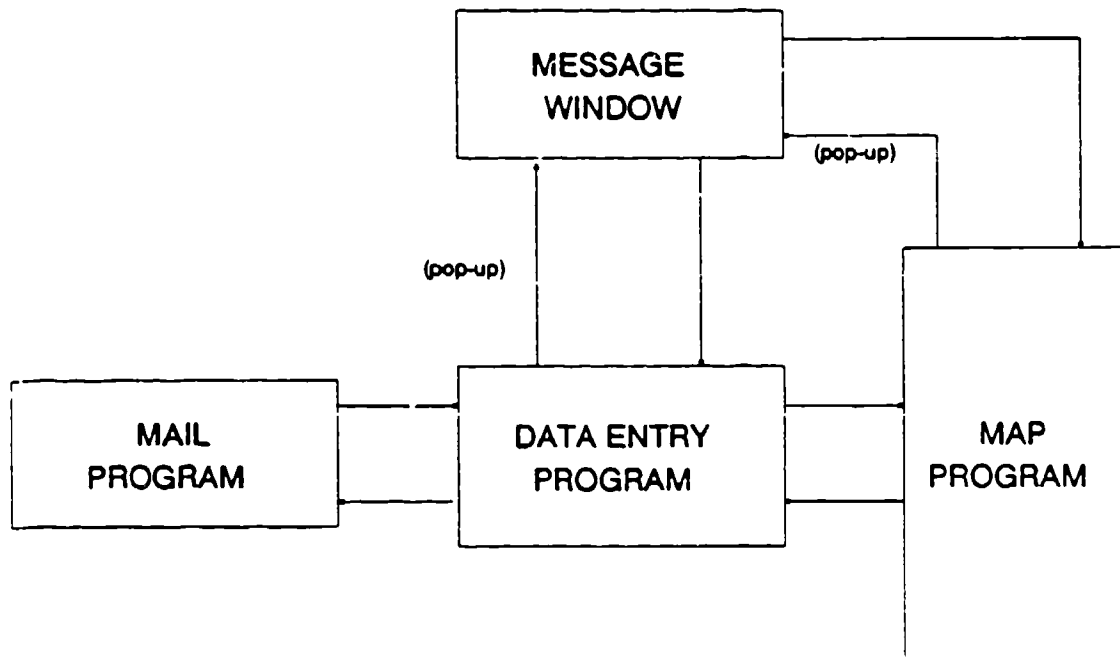 MESSAGE
WINDOW
(pop-up)
(pop-up)
MAIL
PROGRAM
DATA ENTRY
PROGRAM
MAP
PROGRAM